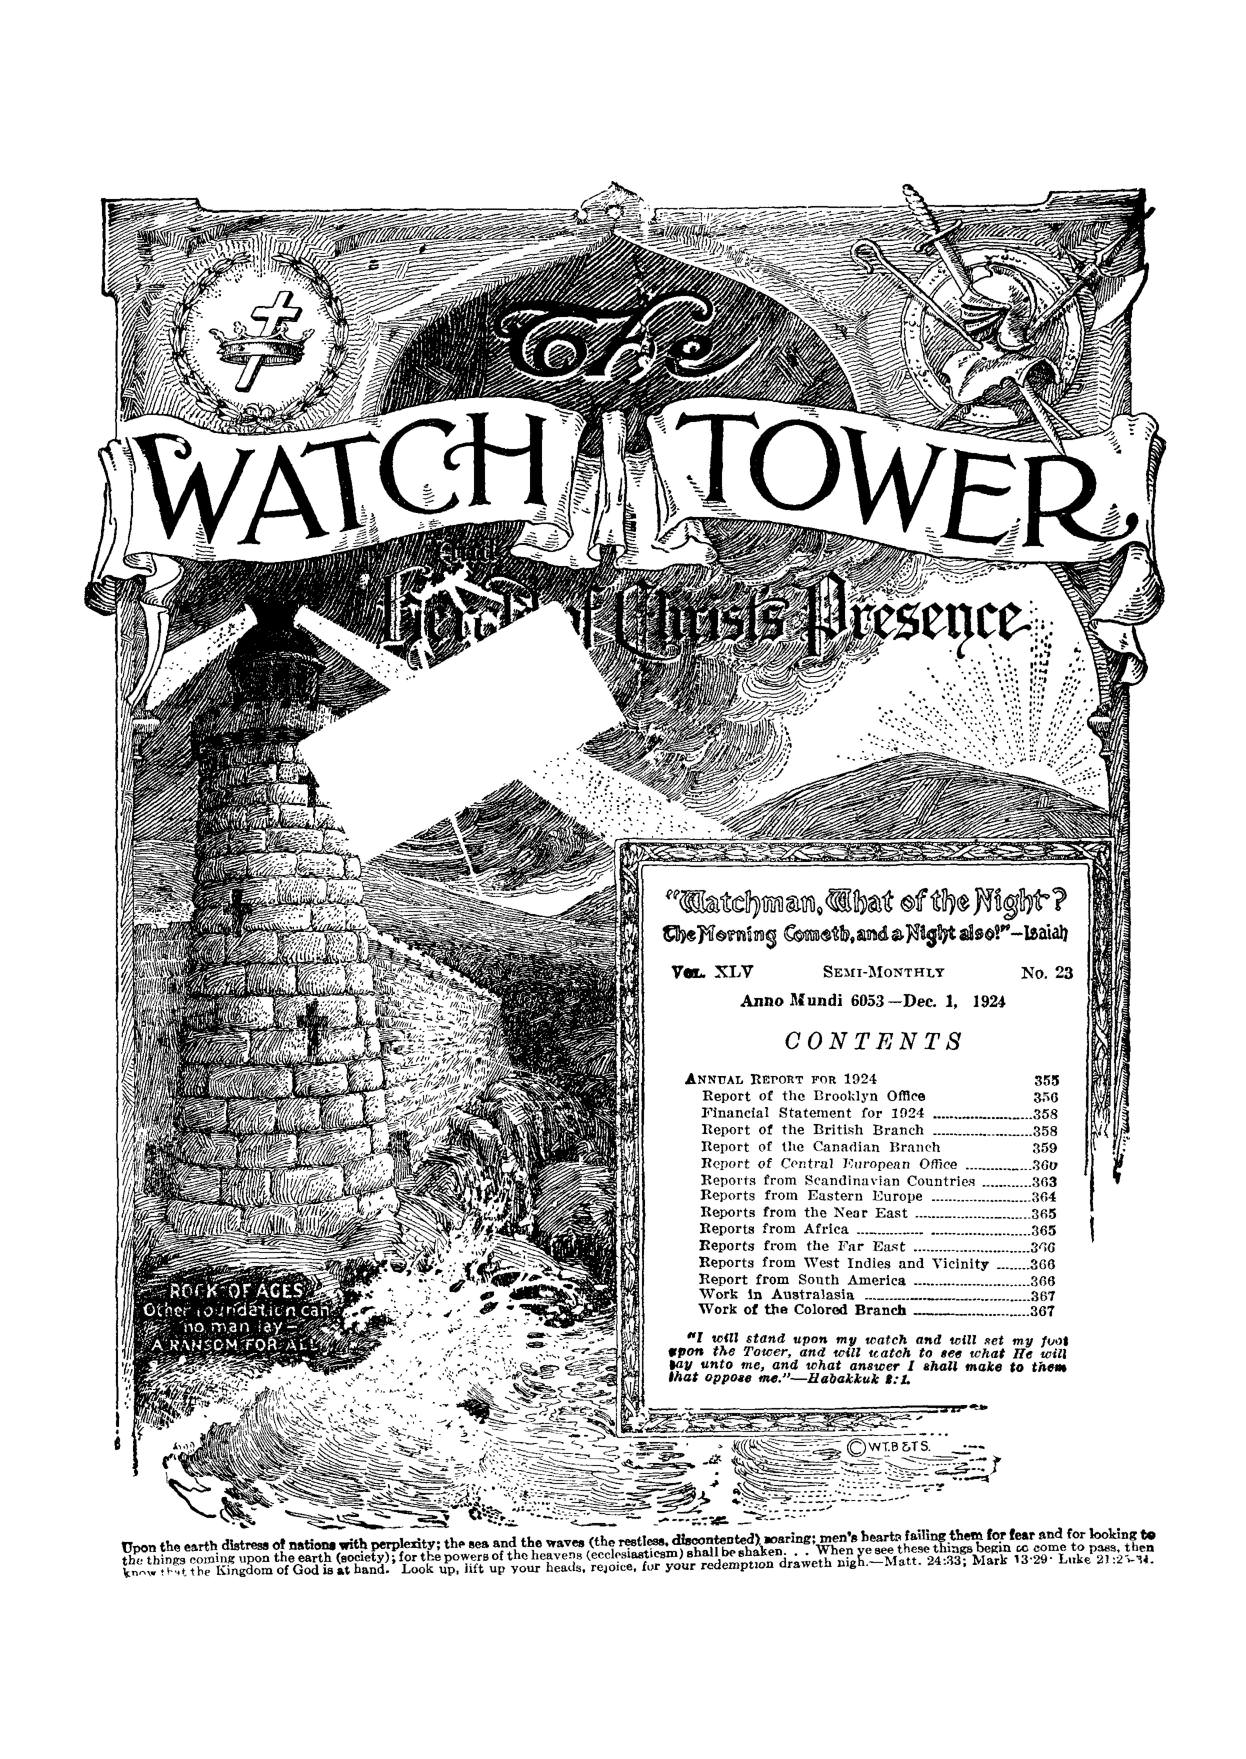 The
WATCH TOWER
and
Herald of Christ's Presence
"Watchman, What of the Night?
The Morning Cometh, and a Night also!"—Isaiah
VOL. XLV SEMI-MONTHLY No. 23
Anno Mundi 6053—Dec. 1, 1924
CONTENTS
ANNUAL REPORT FOR 1924 355
Report of the Brooklyn Office 356
Financial Statement for 1924 358
Report of the British Branch 358
Report of the Canadian Branch 359
Report of Central European Office 360
Reports from Scandinavian Countries 363
Reports from Eastern Europe 364
Reports from the Near East 365
Reports from Africa 365
Reports from the Far East 366
Reports from West Indies and Vicinity 366
Report from South America 366
Work in Australasia 367
Work of the Colored Branch 367
"I will stand upon my watch and will set my foot
upon the Tower, and will watch to see what He will
say unto me, and what answer I shall make to them
that oppose me."—Habakkuk 2:1.
ROCK OF AGES
Other foundation can
no man lay—
A RANSOM FOR ALL
© W.T.B & T.S.
Upon the earth distress of nations with perplexity; the sea and the waves (the restless, discontented) roaring; men's hearts failing them for fear and for looking to
the things coming upon the earth (society); for the powers of the heavens (ecclesiasticism) shall be shaken. . . When ye see these things begin to come to pass, then
know that the Kingdom of God is at hand. Look up, lift up your heads, rejoice, for your redemption draweth nigh.—Matt. 24:33; Mark 13:29; Luke 21:25-31.